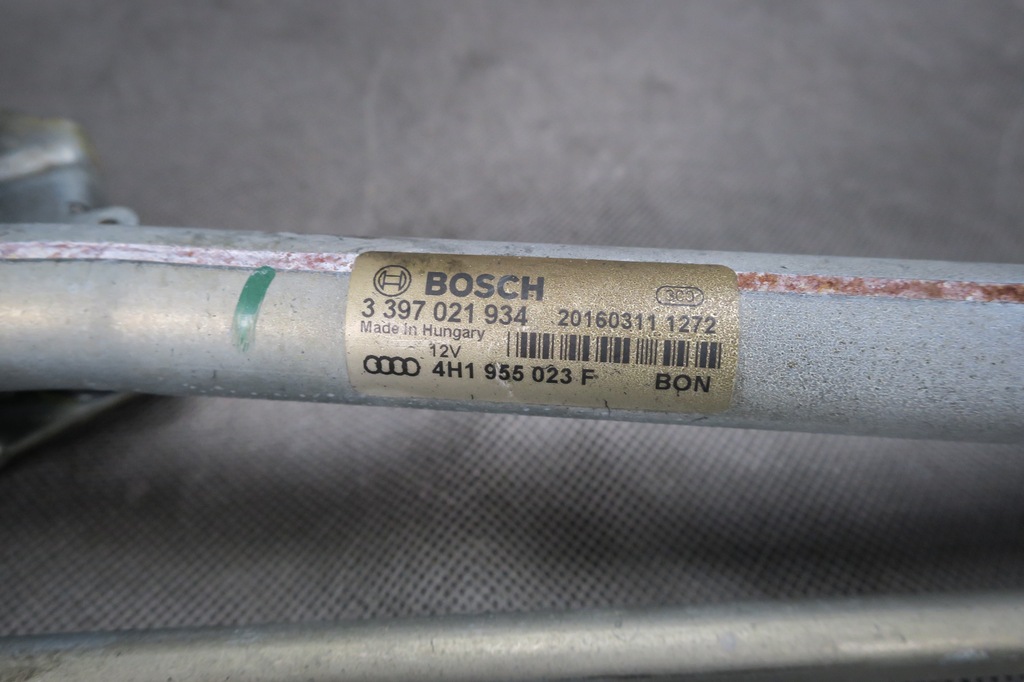 BOSCH
3 397 021 934 20160311 1272
Made in Hungary
12V
4H1 955 023 F BON